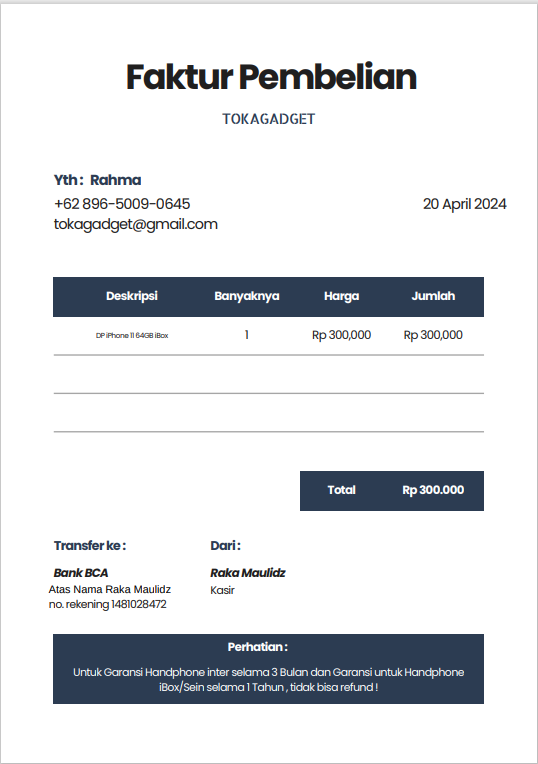 Faktur Pembelian
TOKAGADGET
Yth : Rahma
+62 896-5009-0645
20 April 2024
tokagadget@gmail.com
Deskripsi Banyaknya Harga Jumlah
DP iPhone 11 64GB iBox 1 Rp 300,000 Rp 300,000
Total Rp 300.000
Transfer ke : Dari :
Bank BCA Raka Maulidz
Atas Nama Raka Maulidz Kasir
no. rekening 1481028472
Perhatian :
Untuk Garansi Handphone inter selama 3 Bulan dan Garansi untuk Handphone
iBox/Sein selama 1 Tahun , tidak bisa refund !